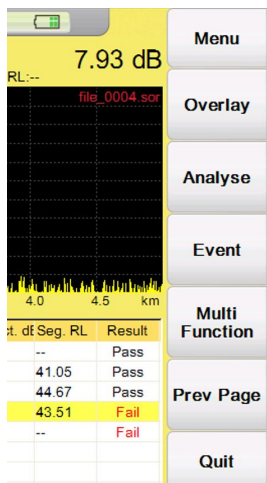 7.93 dB
RL:--
file_0004.sor
4.0 4.5 km
ct. dB Seg. RL Result
-- Pass
41.05 Pass
44.67 Pass
43.51 Fail
-- Fail
Menu
Overlay
Analyse
Event
Multi
Function
Prev Page
Quit